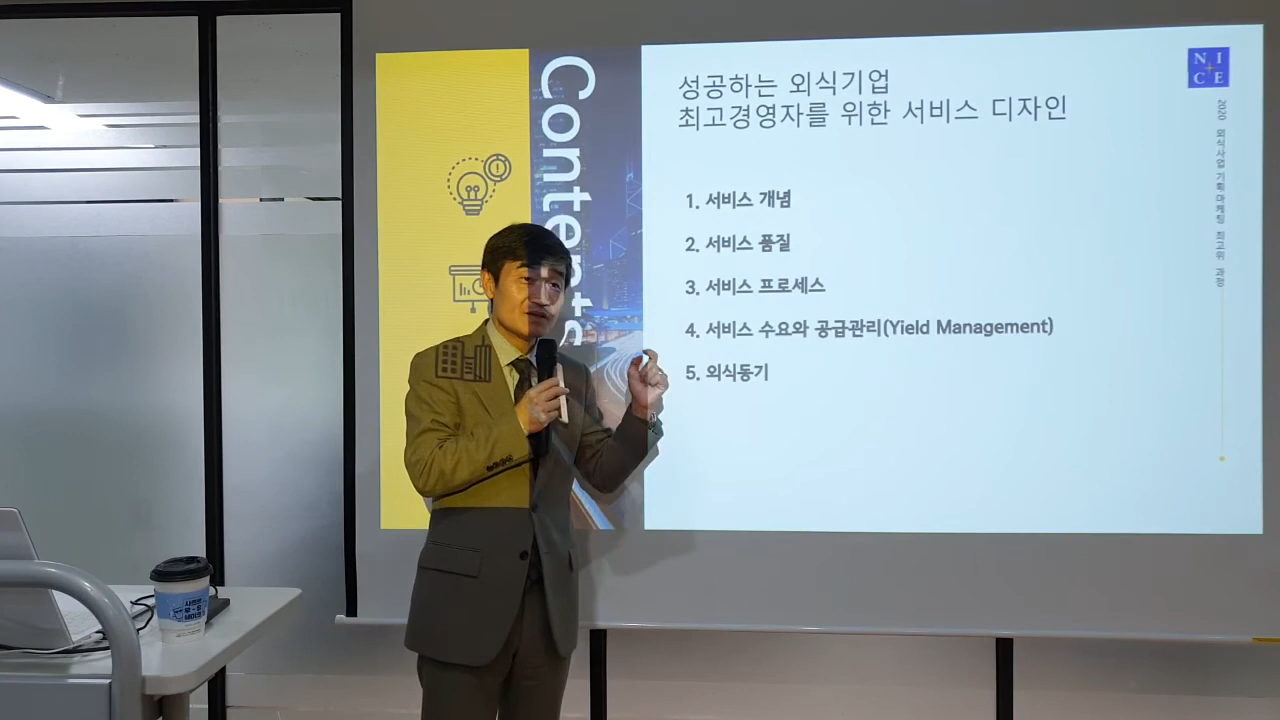 Contents
성공하는 외식기업
최고경영자를 위한 서비스 디자인
1. 서비스 개념
2. 서비스 품질
3. 서비스 프로세스
4. 서비스 수요와 공급관리(Yield Management)
5. 외식동기
NI
CE
2020 외식사업 기획마케팅 최고위 과정